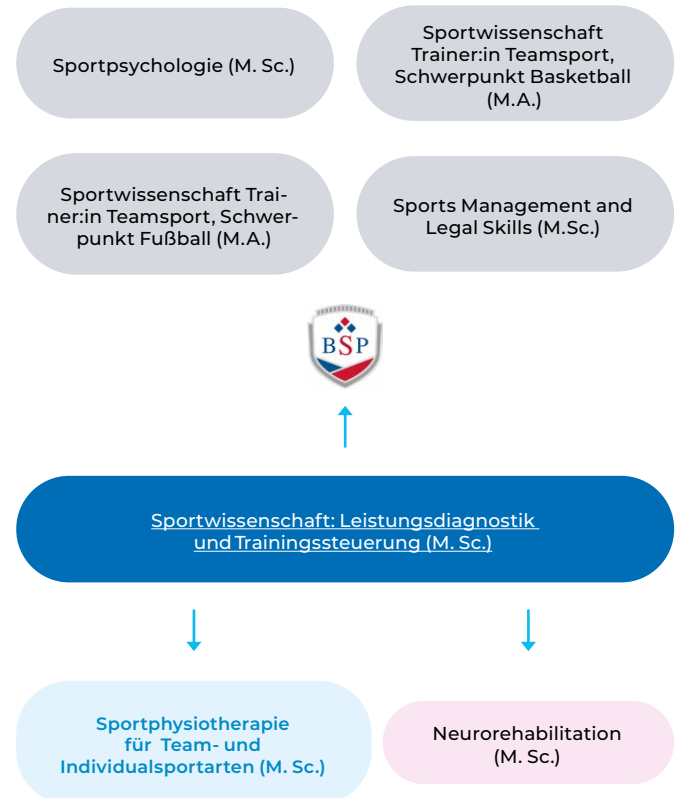 Sportpsychologie (M. Sc.)
Sportwissenschaft
Trainer:in Teamsport,
Schwerpunkt Basketball
(M.A.)
Sportwissenschaft Trai-
ner:in Teamsport, Schwer-
punkt Fußball (M.A.)
Sports Management and
Legal Skills (M.Sc.)
BSP
Sportwissenschaft: Leistungsdiagnostik
und Trainingssteuerung (M. Sc.)
Sportphysiotherapie
für Team- und
Individualsportarten (M. Sc.)
Neurorehabilitation
(M. Sc.)